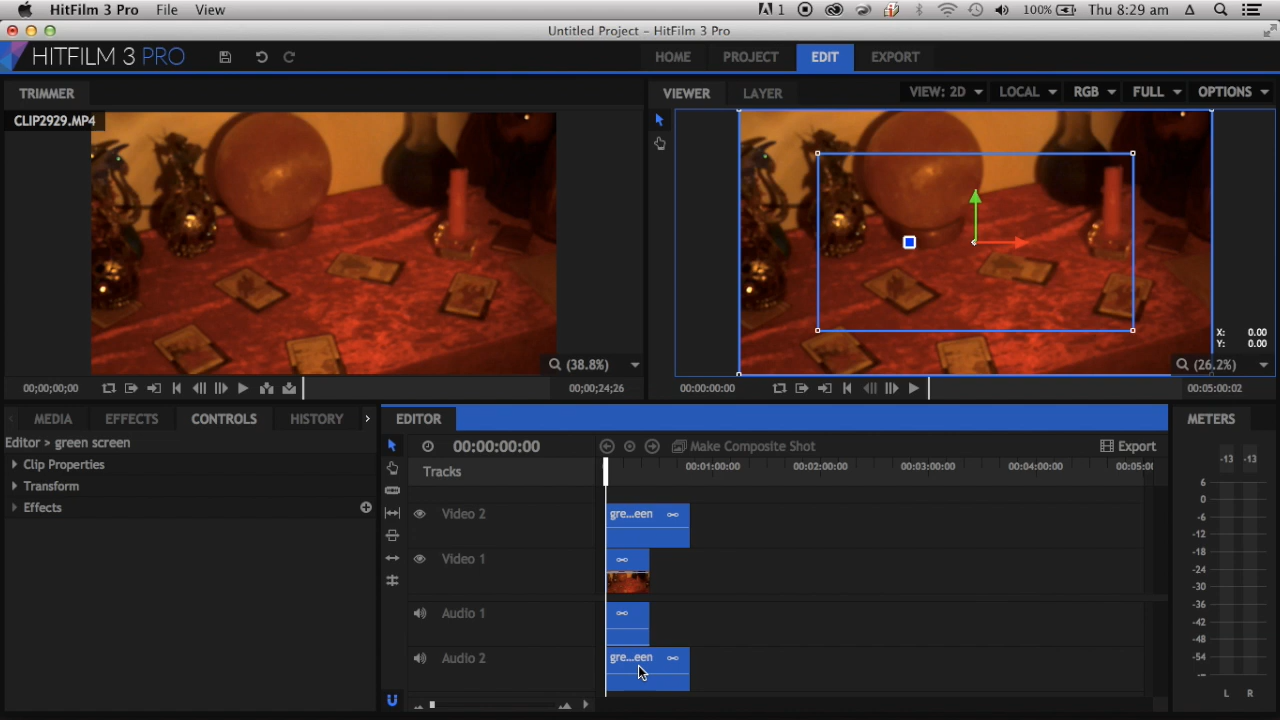 HitFilm 3 Pro File View 1 100% Thu 8:29 am
Untitled Project - HitFilm 3 Pro
HITFILM 3 PRO HOME PROJECT EDIT EXPORT
TRIMMER
VIEWER LAYER VIEW: 2D LOCAL RGB FULL OPTIONS
CLIP2929.MP4
X: 0.00
Y: 0.00
(38.8%)
(26.2%)
00;00;00;00 00;00;24;26
00:00:00:00 00:05:00:02
MEDIA EFFECTS CONTROLS HISTORY
EDITOR
METERS
Editor > green screen
Clip Properties
Transform
Effects
00:00:00:00 Make Composite Shot Export
Tracks 00:01:00:00 00:02:00:00 00:03:00:00 00:04:00:00 00:05:0
Video 2 gre...een
Video 1
Audio 1
Audio 2 gre...een
-13 -13
6
0
-6
-12
-18
-24
-30
-36
-42
-48
-54
L R